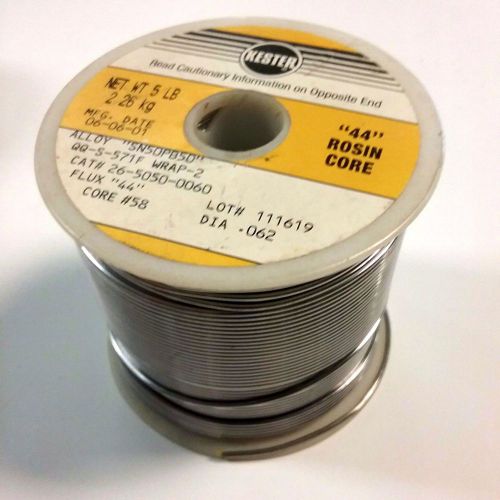 KESTER
Read Cautionary Information on Opposite End
NET WT 5 LB
2.26 kg
MFG. DATE
06-06-01
"44"
ROSIN
CORE
ALLOY "SN50PB50"
QQ-S-571F WRAP-2
CAT# 26-5050-0060
FLUX "44"
CORE #58
LOT# 111619
DIA .062